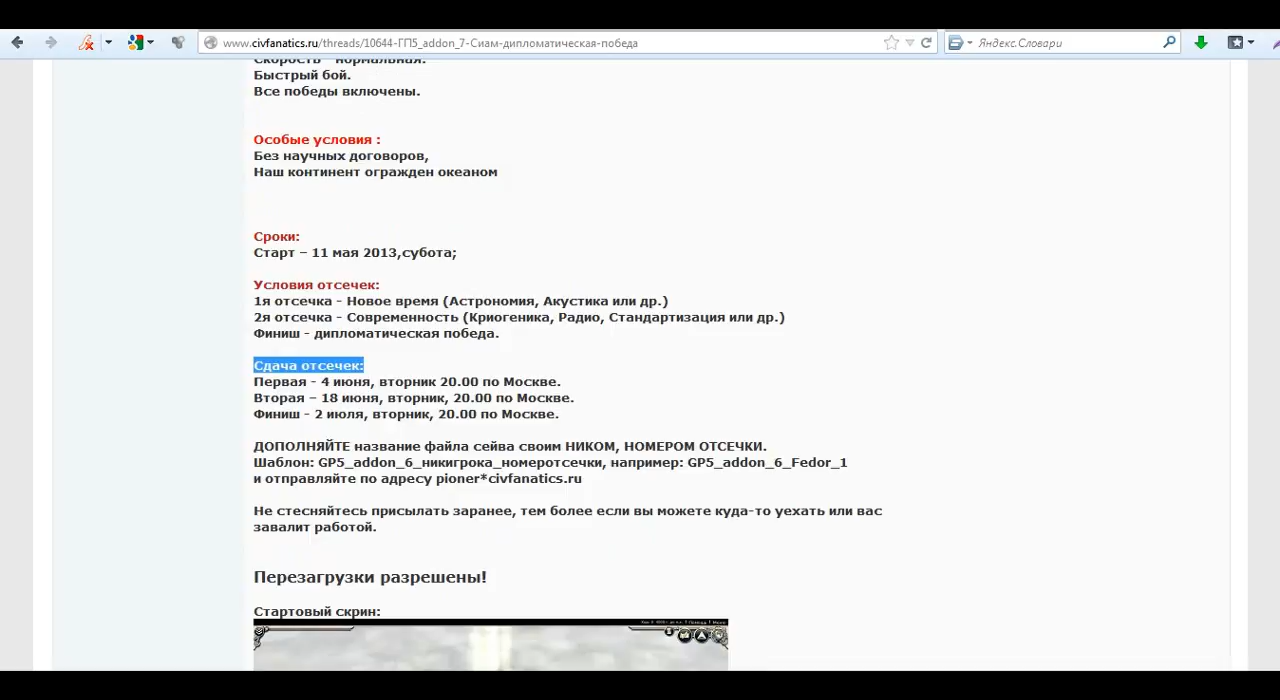 www.civfanatics.ru/threads/10644-ГП5_addon_7-Сиам-дипломатическая-победа
Яндекс.Словари
Скорость - нормальная.
Быстрый бой.
Все победы включены.
Особые условия :
Без научных договоров,
Наш континент огражден океаном
Сроки:
Старт – 11 мая 2013,субота;
Условия отсечек:
1я отсечка - Новое время (Астрономия, Акустика или др.)
2я отсечка - Современность (Криогеника, Радио, Стандартизация или др.)
Финиш - дипломатическая победа.
Сдача отсечек:
Первая - 4 июня, вторник 20.00 по Москве.
Вторая – 18 июня, вторник, 20.00 по Москве.
Финиш - 2 июля, вторник, 20.00 по Москве.
ДОПОЛНЯЙТЕ название файла сейва своим НИКОМ, НОМЕРОМ ОТСЕЧКИ.
Шаблон: GP5_addon_6_никигрока_номеротсечки, например: GP5_addon_6_Fedor_1
и отправляйте по адресу pioner*civfanatics.ru
Не стесняйтесь присылать заранее, тем более если вы можете куда-то уехать или вас
завалит работой.
Перезагрузки разрешены!
Стартовый скрин: